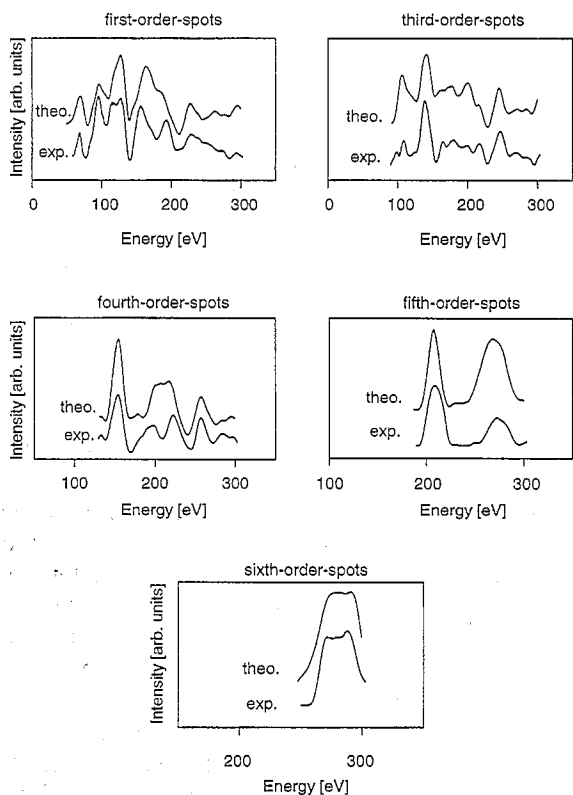 first-order-spots
Intensity [arb. units]
theo.
exp.
0 100 200 300
Energy [eV]
third-order-spots
theo.
exp.
0 100 200 300
Energy [eV]
fourth-order-spots
Intensity [arb. units]
theo.
exp.
100 200 300
Energy [eV]
fifth-order-spots
theo.
exp.
100 200 300
Energy [eV]
sixth-order-spots
Intensity [arb. units]
theo.
exp.
200 300
Energy [eV]